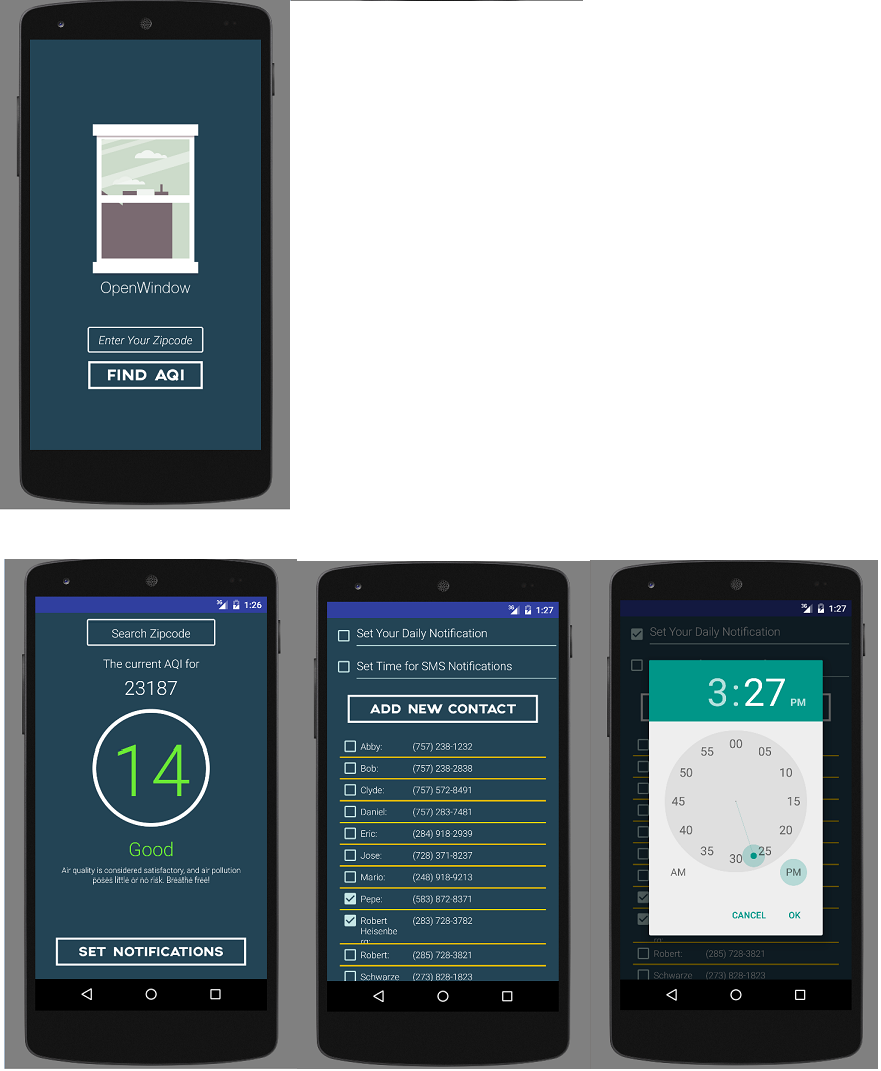 OpenWindow
Enter Your Zipcode
FIND AQI
3G 1:26
Search Zipcode
The current AQI for
23187
14
Good
Air quality is considered satisfactory, and air pollution
poses little or no risk. Breathe free!
SET NOTIFICATIONS
3G 1:27
Set Your Daily Notification
Set Time for SMS Notifications
ADD NEW CONTACT
Abby: (757) 238-1232
Bob: (757) 238-2838
Clyde: (757) 572-8491
Daniel: (757) 283-7481
Eric: (284) 918-2939
Jose: (728) 371-8237
Mario: (248) 918-9213
Pepe: (583) 872-8371
Robert (283) 728-3782
Heisenbe
rg:
Robert: (285) 728-3821
Schwarze (273) 828-1823
3G 1:27
Set Your Daily Notification
3:27 PM
00
55 05
50 10
45 15
40 20
35 25
30
AM PM
CANCEL OK
rg:
Robert: (285) 728-3821
Schwarze (273) 828-1823